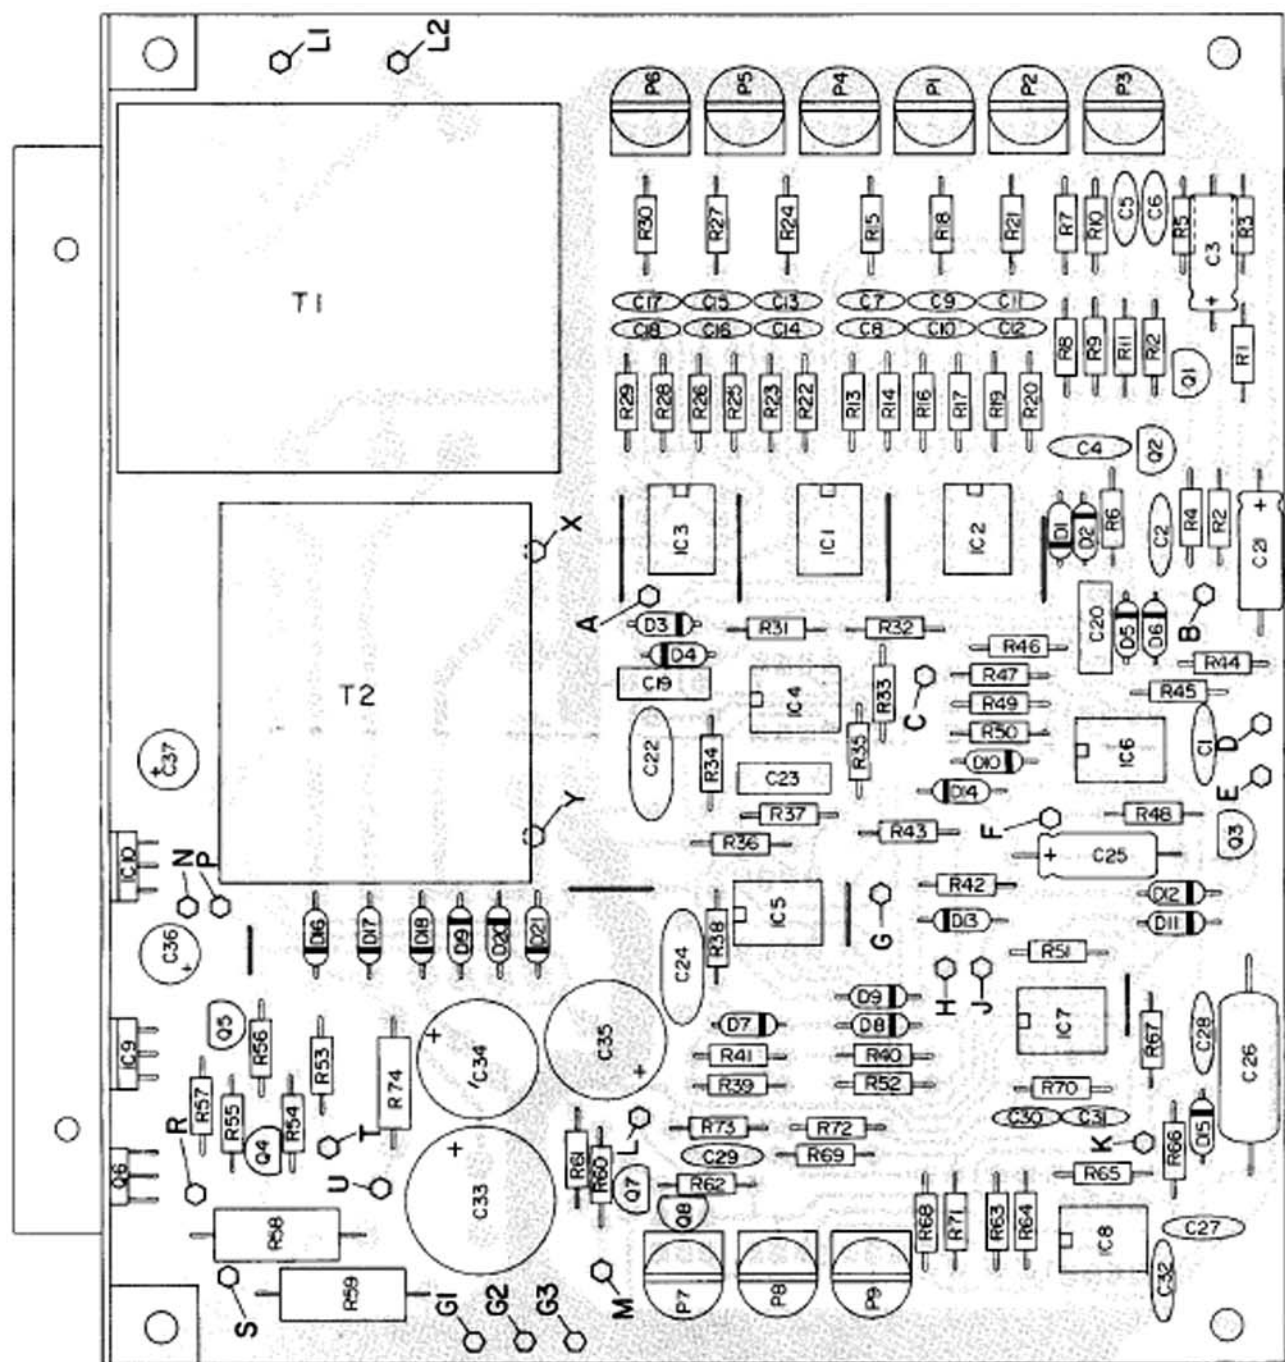 L1
L2
P6
P5
P4
P1
P2
P3
R30
R27
R24
R15
R18
R21
R7
R10
C5
C6
R5
C3
+
R3
T1
C17
C15
C13
C7
C9
C11
C18
C16
C14
C8
C10
C12
R8
R9
R11
R12
Q1
R1
R29
R28
R26
R25
R23
R22
R13
R14
R16
R17
R19
R20
C4
Q2
IC3
IC1
IC2
D1
D2
R6
C2
R4
R2
+
C21
X
A
D3
R31
R32
R46
C20
D5
D6
B
D4
R44
C19
R33
R47
R45
T2
IC4
C
R49
C22
R34
R35
R50
IC6
C1
D
+
C37
C23
D10
D14
E
Y
R37
F
R48
R36
R43
+
C25
Q3
IC10
N
P
R42
D12
D16
D17
D18
D9
D20
D21
R38
IC5
G
D13
D11
C36
+
C24
R51
H
J
D9
Q5
R56
R53
R74
+
C34
C35
+
D7
D8
IC7
R67
C28
C26
IC9
R41
R40
R39
R52
R70
R57
R55
R54
R
Q4
T
L
R73
R72
C30
C31
K
D15
R66
+
C33
R61
R60
C29
R69
R65
Q6
U
Q7
R62
Q8
R68
R71
R63
R64
IC8
C27
R58
C32
R59
S
G1
G2
G3
M
P7
P8
P9